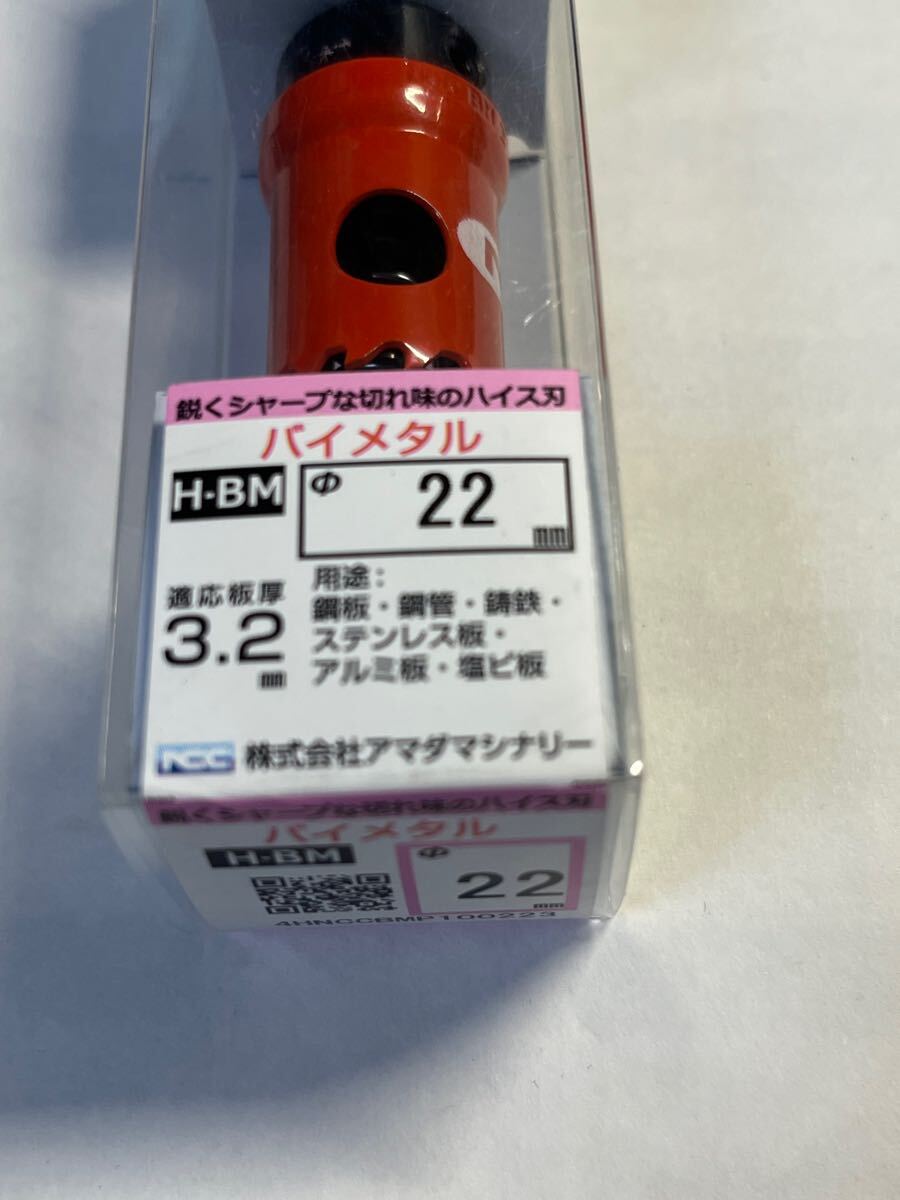 鋭くシャープな切れ味のハイス刃
バイメタル
H-BM
Φ 22 mm
適応板厚
3.2
mm
用途:
鋼板・鋼管・鋳鉄・
ステンレス板・
アルミ板・塩ビ板
NCC 株式会社アマダマシナリー
鋭くシャープな切れ味のハイス刃
バイメタル
H-BM
Φ 22 mm
4HNCCBMP100223